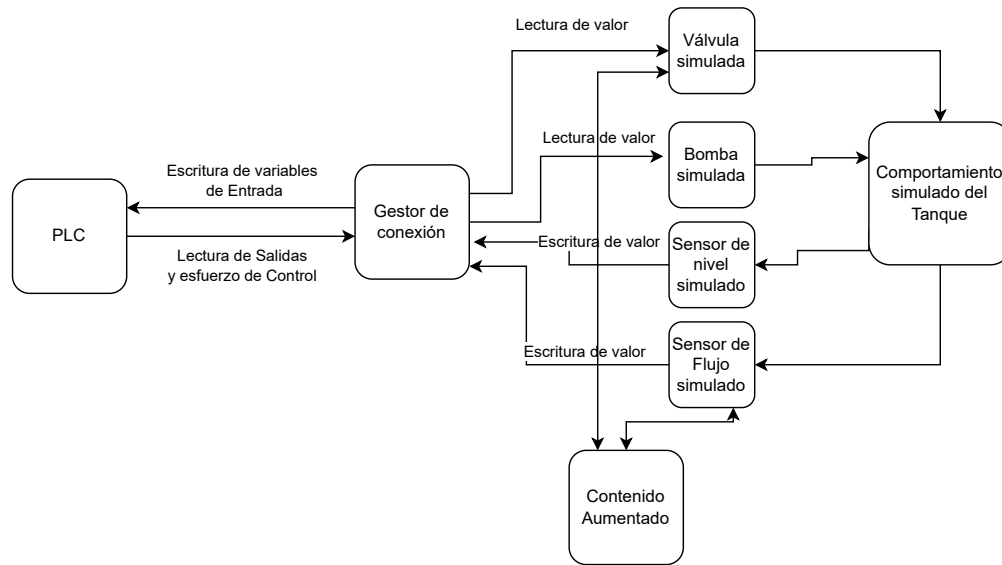 Lectura de valor
Válvula
simulada
Lectura de valor
Bomba
simulada
Comportamiento
simulado del
Tanque
Escritura de variables
de Entrada
PLC
Gestor de
conexión
Lectura de Salidas
y esfuerzo de Control
Escritura de valor
Sensor de
nivel
simulado
Escritura de valor
Sensor de
Flujo
simulado
Contenido
Aumentado